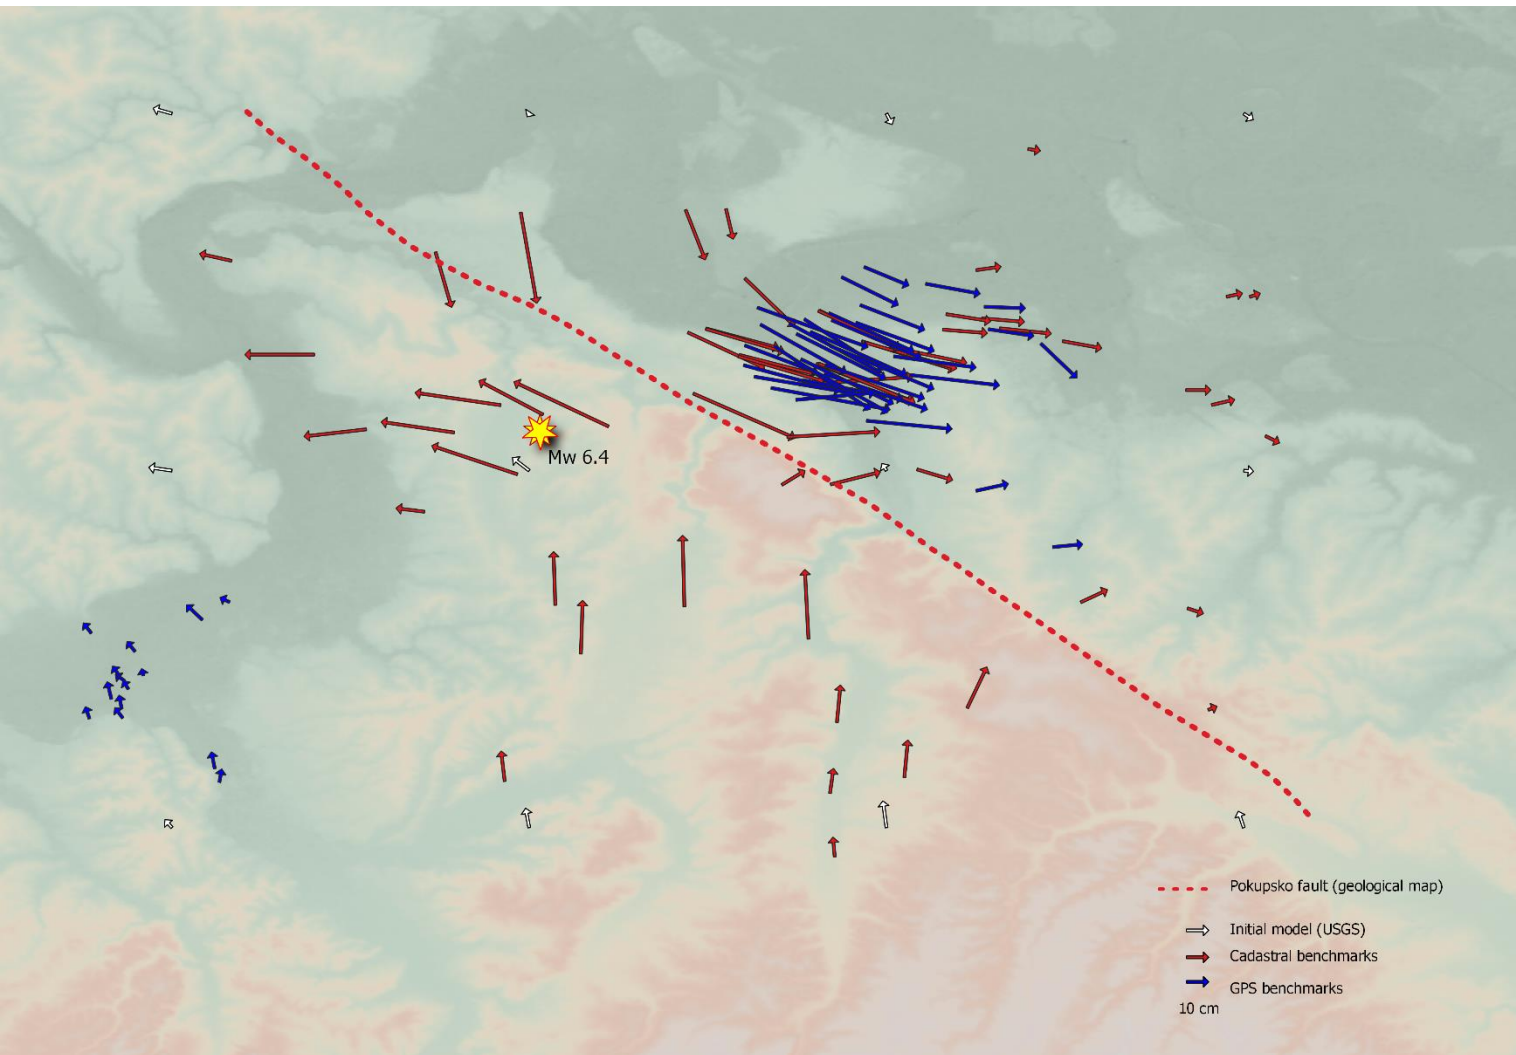 Mw 6.4
Pokupsko fault (geological map)
Initial model (USGS)
Cadastral benchmarks
GPS benchmarks
10 cm